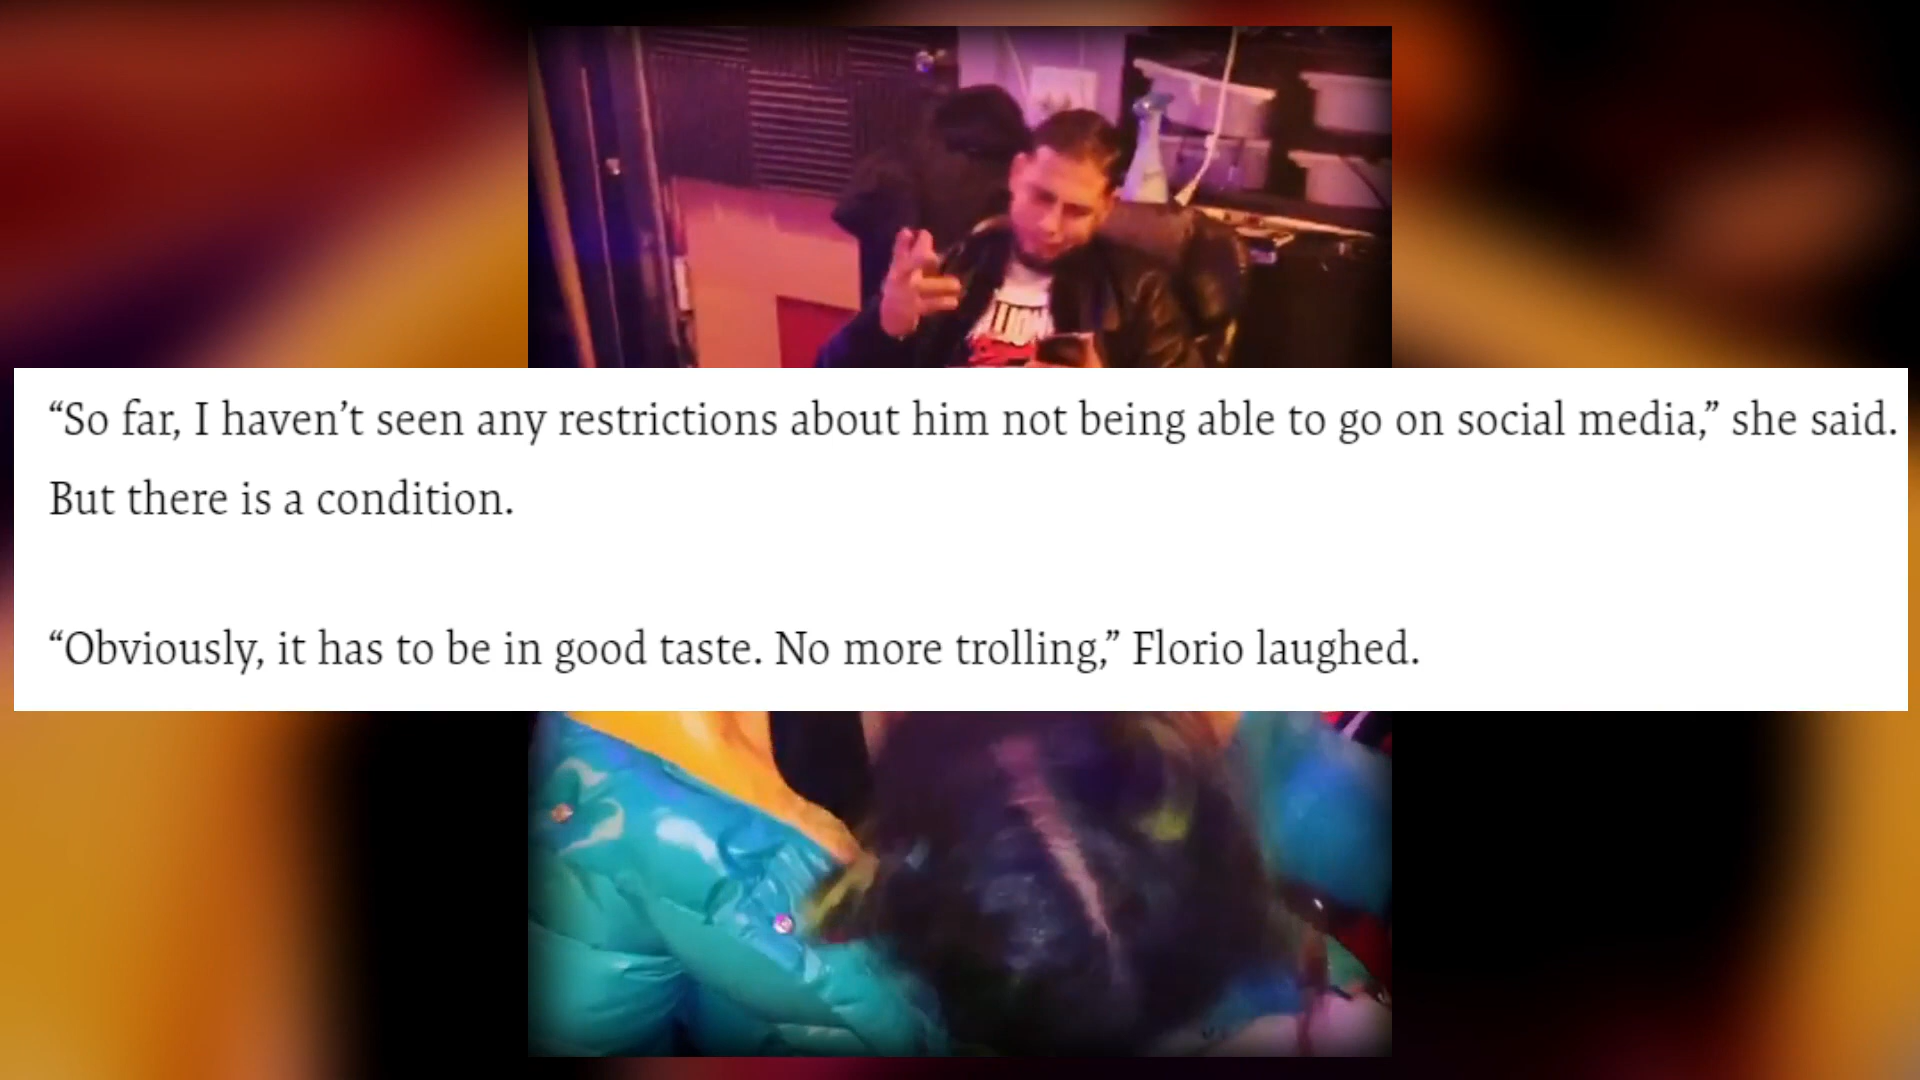 “So far, I haven’t seen any restrictions about him not being able to go on social media,” she said.
But there is a condition.
“Obviously, it has to be in good taste. No more trolling,” Florio laughed.